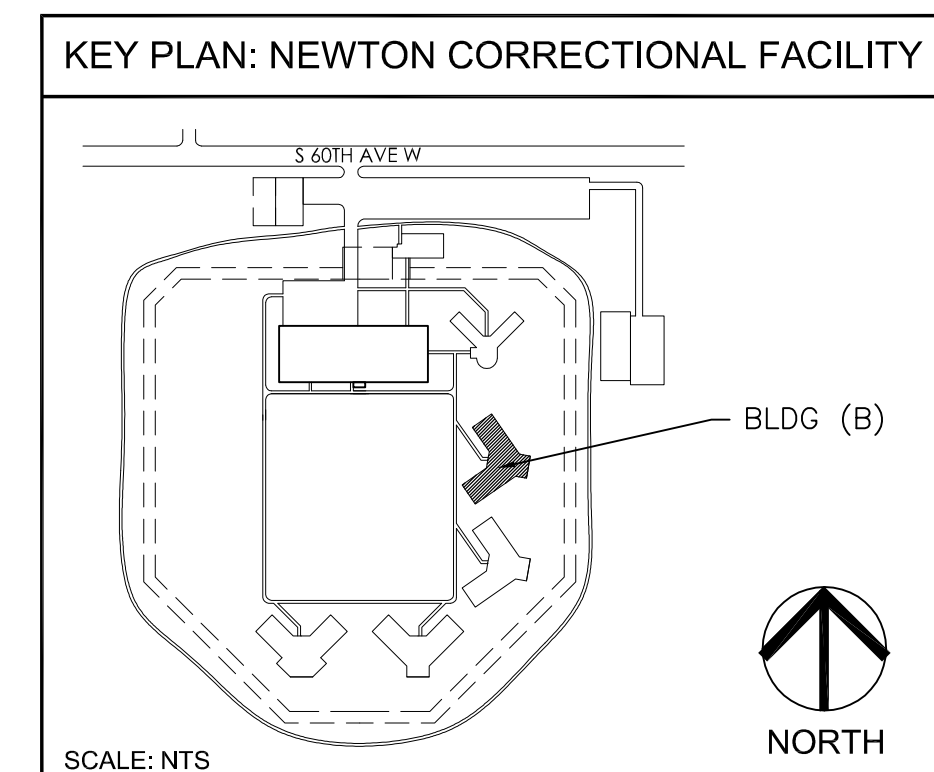 KEY PLAN: NEWTON CORRECTIONAL FACILITY
S 60TH AVE W
BLDG (B)
NORTH
SCALE: NTS